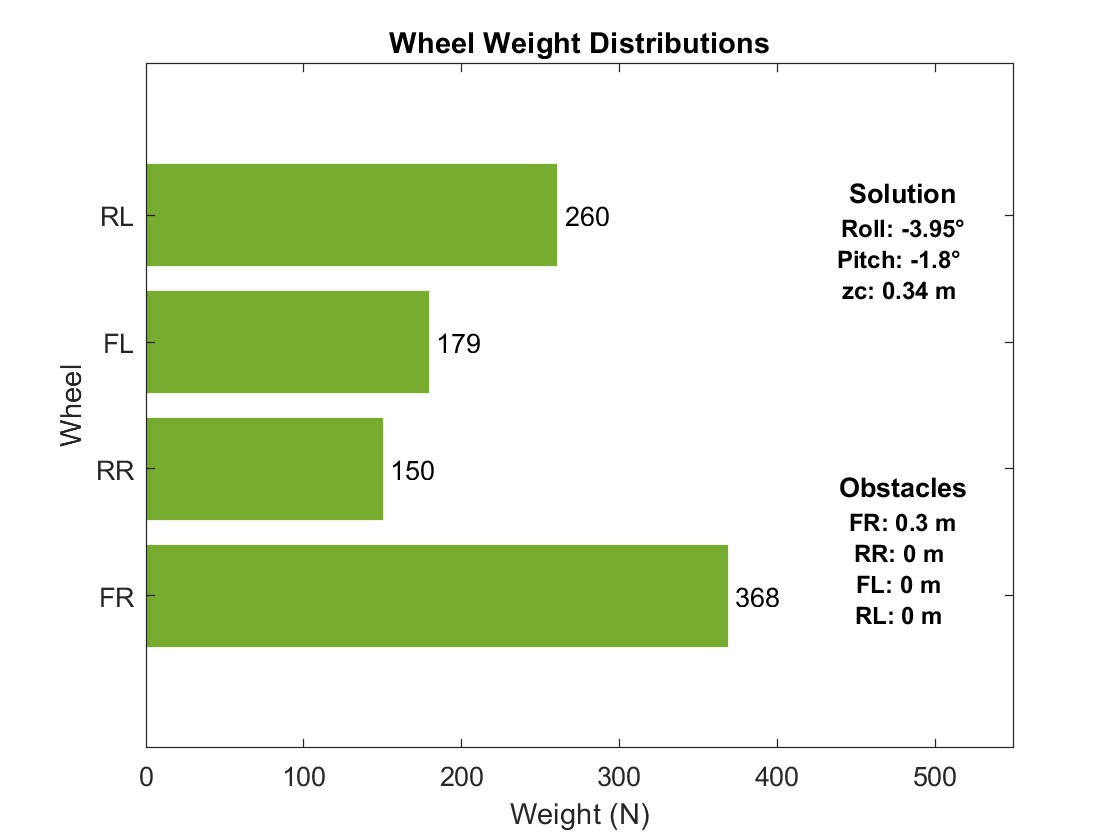 Wheel Weight Distributions
RL
260
FL
179
RR
150
FR
368
Wheel
Solution
Roll: -3.95°
Pitch: -1.8°
zc: 0.34 m
Obstacles
FR: 0.3 m
RR: 0 m
FL: 0 m
RL: 0 m
0 100 200 300 400 500
Weight (N)